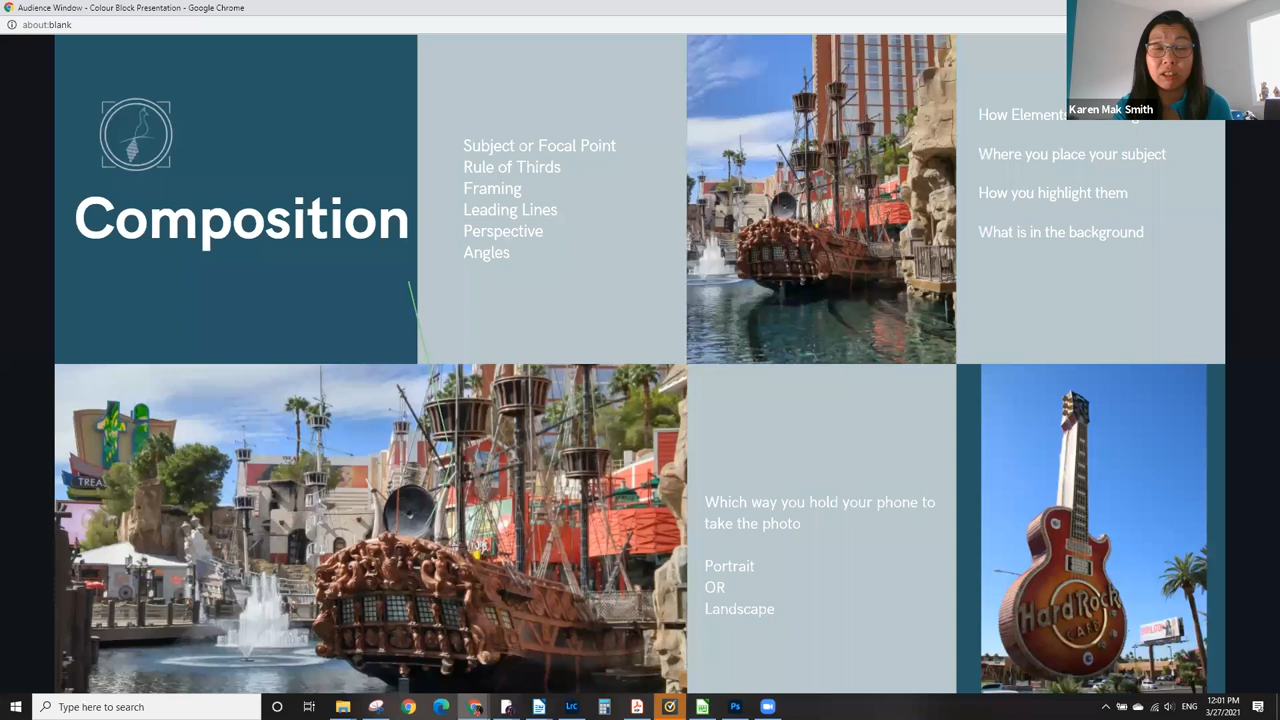 Audience Window - Colour Block Presentation - Google Chrome
about:blank
Karen Mak Smith
Composition
Subject or Focal Point
Rule of Thirds
Framing
Leading Lines
Perspective
Angles
How
Where you place your subject
How you highlight them
What is in the background
TREA
Which way you hold your phone to
take the photo
Portrait
OR
Landscape
Hard Rock
CAFE
Type here to search
LrC
Ps
ENG
12:01 PM
3/27/2021